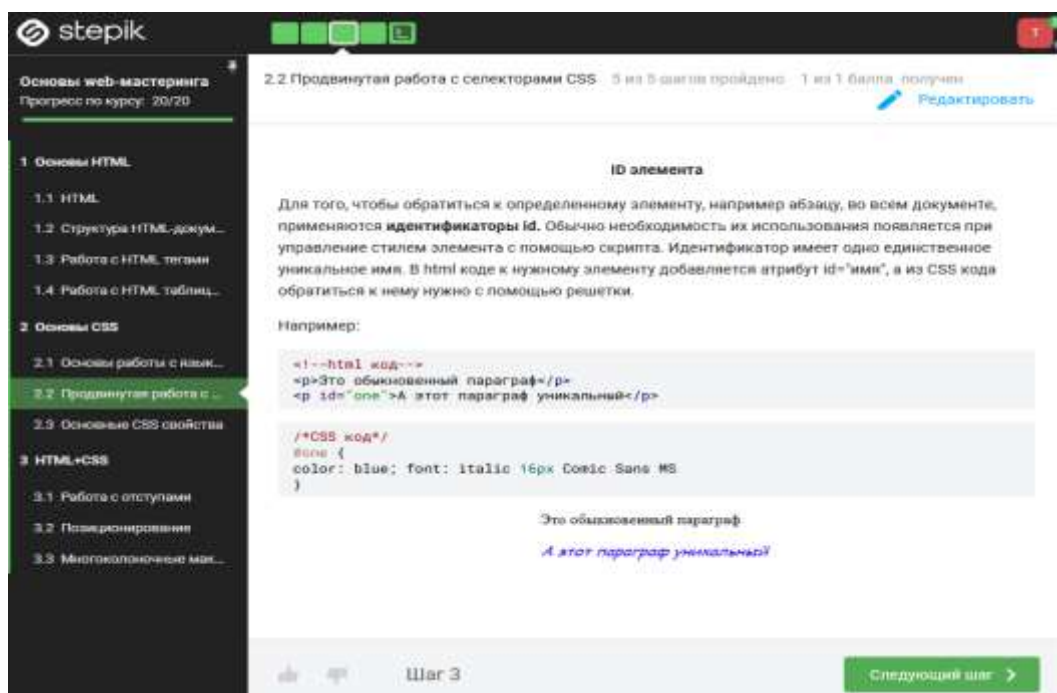 stepik
Основы web-мастеринга
Прогресс по курсу: 20/20
1 Основы HTML
1.1 HTML
1.2 Структура HTML-докум...
1.3 Работа с HTML тегами
1.4 Работа с HTML таблиц...
2 Основы CSS
2.1 Основы работы с язык...
2.2 Продвинутая работа с ...
2.3 Основные CSS свойства
3 HTML+CSS
3.1 Работа с отступами
3.2 Позиционирование
3.3 Многоколоночные мак...
2.2 Продвинутая работа с селекторами CSS 5 из 5 шагов пройдено 1 из 1 балла получен
Редактировать
ID элемента
Для того, чтобы обратиться к определенному элементу, например абзацу, во всем документе,
применяются идентификаторы id. Обычно необходимость их использования появляется при
управление стилем элемента с помощью скрипта. Идентификатор имеет одно единственное
уникальное имя. В html коде к нужному элементу добавляется атрибут id="имя", а из CSS кода
обратиться к нему нужно с помощью решетки.
Например:
<!--html код-->
<p>Это обыкновенный параграф</p>
<p id="one">А этот параграф уникальный</p>
/*CSS код*/
#one {
color: blue; font: italic 16px Comic Sans MS
}
Это обыкновенный параграф
А этот параграф уникальный
Шаг 3
Следующий шаг